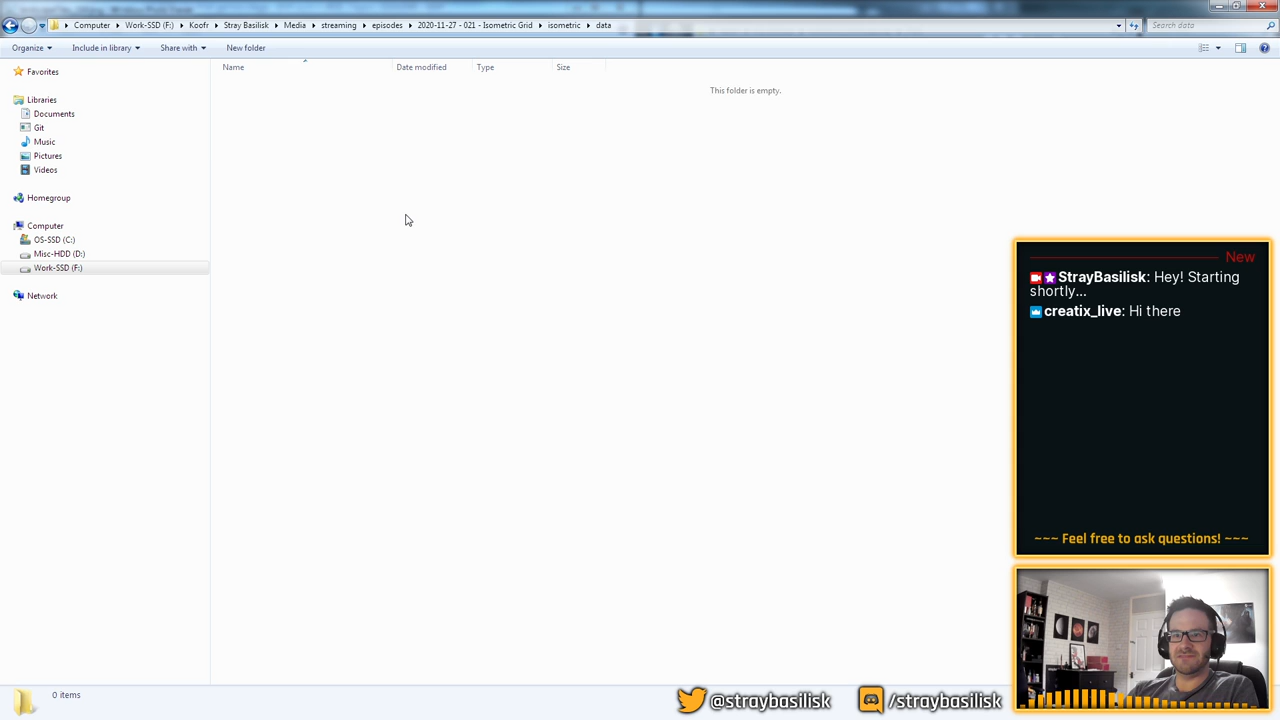 Computer Work-SSD (F:) Koofr Stray Basilisk Media streaming episodes 2020-11-27 - 021 - Isometric Grid isometric data Search data
Organize Include in library Share with New folder
Name Date modified Type Size
This folder is empty.
Favorites
Libraries
Documents
Git
Music
Pictures
Videos
Homegroup
Computer
OS-SSD (C:)
Misc-HDD (D:)
Work-SSD (F:)
Network
New
StrayBasilisk: Hey! Starting
shortly...
creatix_live: Hi there
~~~ Feel free to ask questions! ~~~
0 items
@straybasilisk /straybasilisk